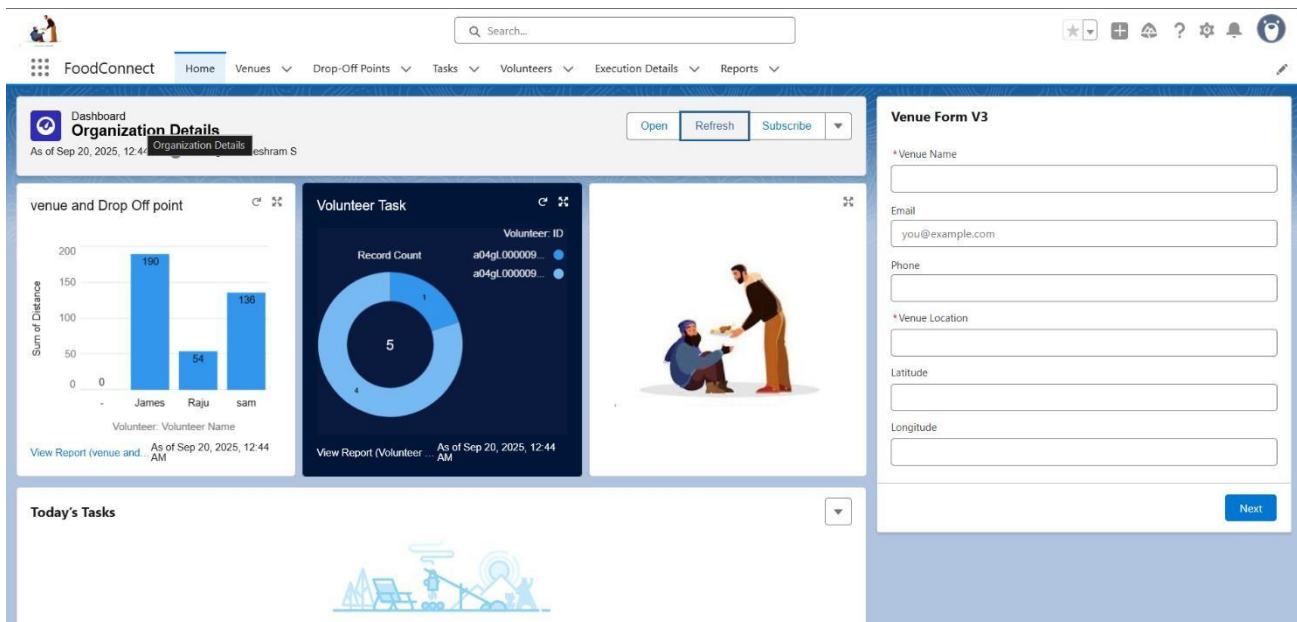 Search...
FoodConnect Home Venues Drop-Off Points Tasks Volunteers Execution Details Reports
Dashboard
Organization Details
As of Sep 20, 2025, 12:44 eshram S
Organization Details
Open Refresh Subscribe
venue and Drop Off point
Sum of Distance
200
150
100
50
0
0
190
54
136
- James Raju sam
Volunteer: Volunteer Name
View Report (venue and... As of Sep 20, 2025, 12:44 AM
Volunteer Task
Record Count
Volunteer: ID
a04gL000009...
a04gL000009...
1
5
4
View Report (Volunteer ... As of Sep 20, 2025, 12:44 AM
Today's Tasks
Venue Form V3
*Venue Name
Email
you@example.com
Phone
*Venue Location
Latitude
Longitude
Next